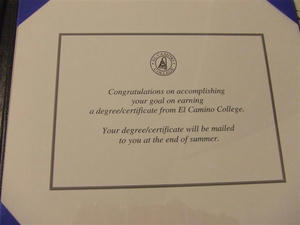 Congratulations on accomplishing
your goal on earning
a degree/certificate from El Camino College.
Your degree/certificate will be mailed
to you at the end of summer.